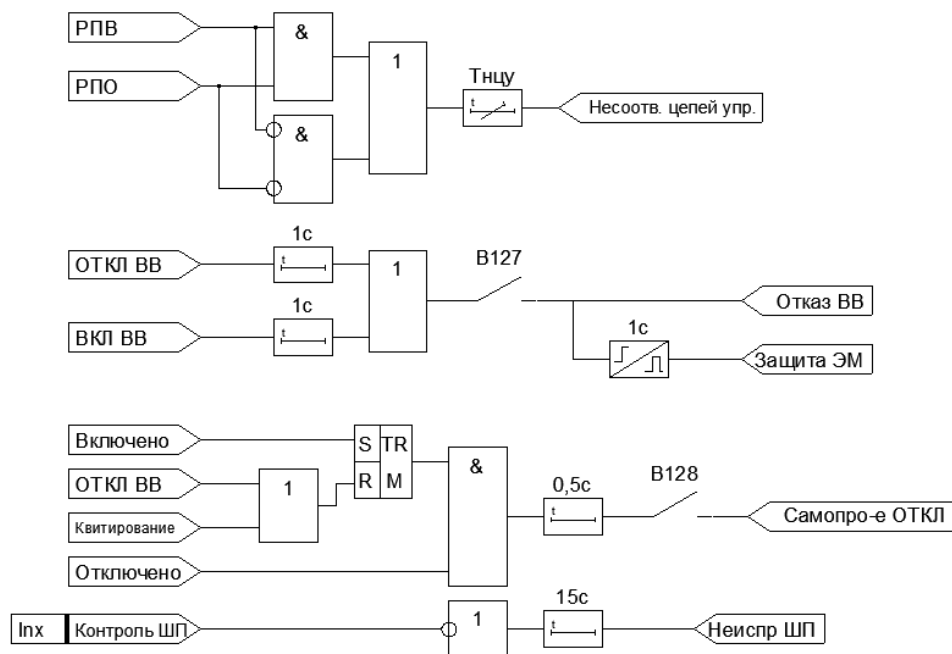 РПВ
&
1
Тнцу
РПО
t
Несоотв. цепей упр.
&
1с
ОТКЛ ВВ
t
1
В127
1с
Отказ ВВ
ВКЛ ВВ
t
1с
Защита ЭМ
Включено
S TR
&
ОТКЛ ВВ
1
R M
0,5с
В128
Квитирование
t
Самопро-е ОТКЛ
Отключено
15с
Inx Контроль ШП
1
t
Неиспр ШП